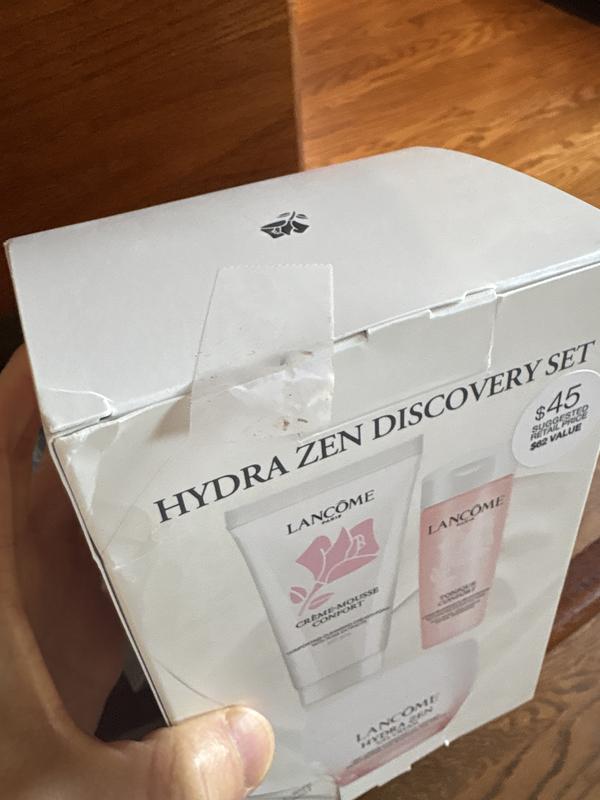 HYDRA ZEN DISCOVERY SET
$45
SUGGESTED
RETAIL PRICE
$62 VALUE
LANCÔME
PARIS
CRÈME-MOUSSE
CONFORT
LANCÔME
PARIS
TONIQUE
CONFORT
LANCÔME
HYDRA ZEN